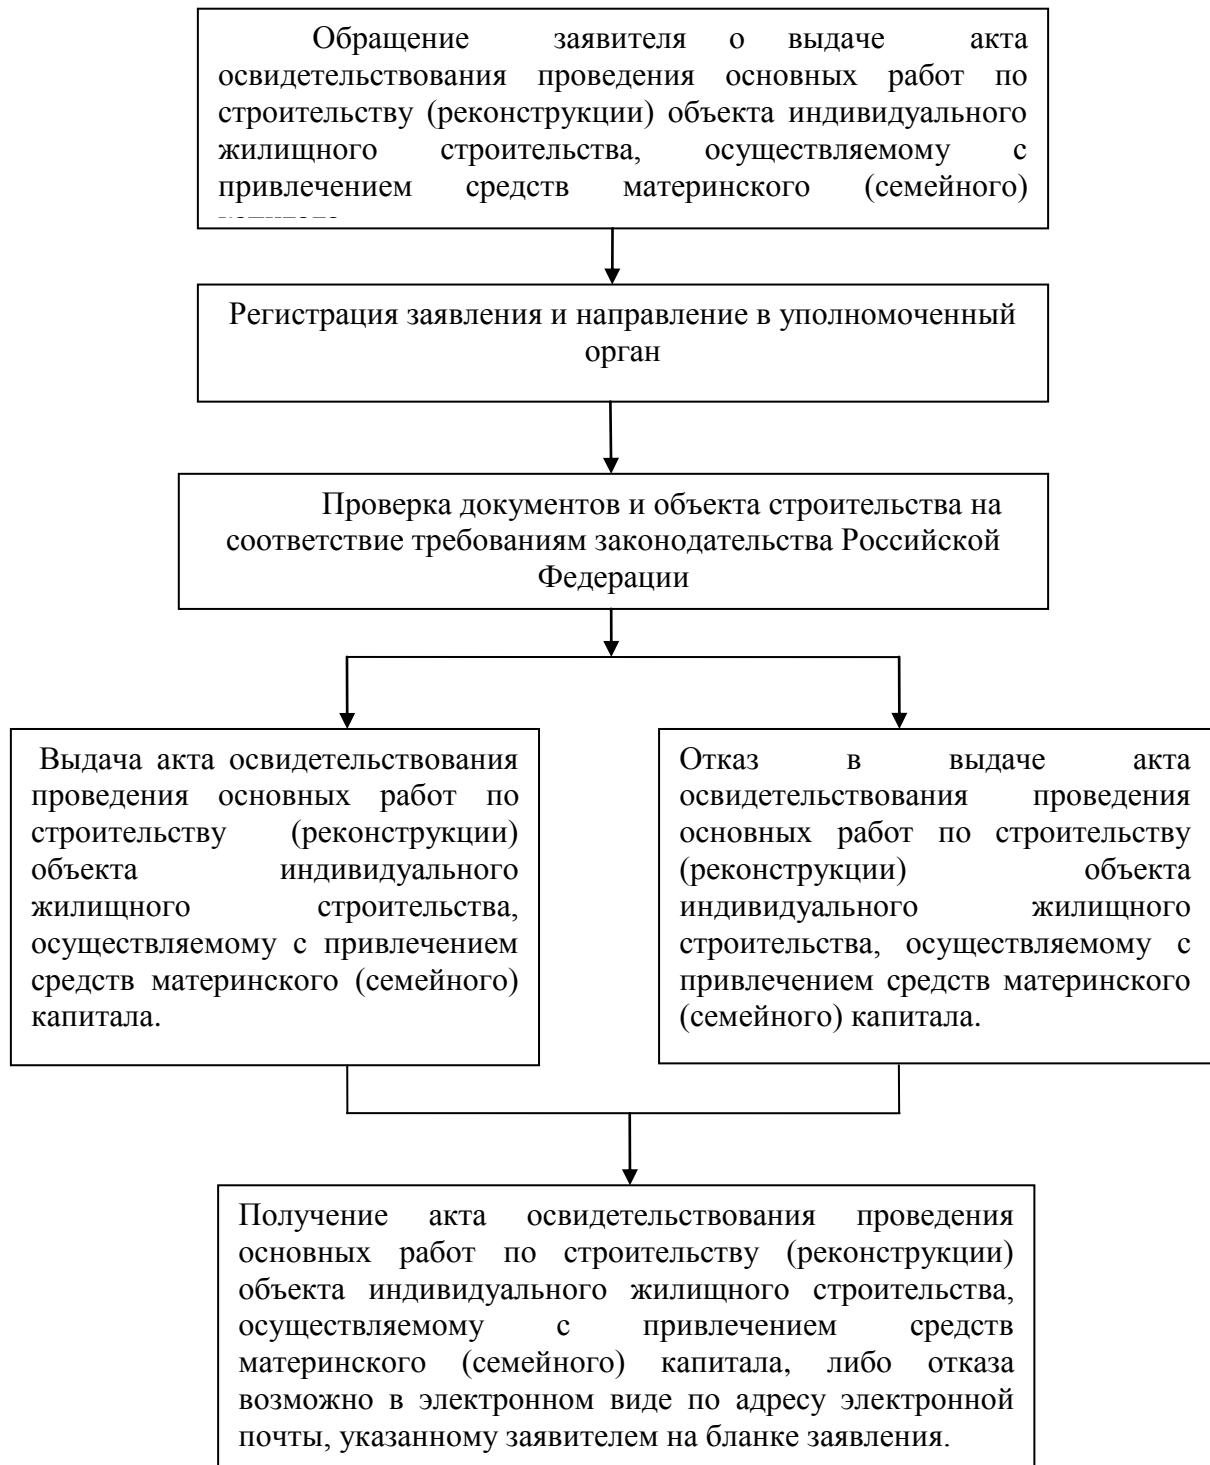 Обращение заявителя о выдаче акта
освидетельствования проведения основных работ по
строительству (реконструкции) объекта индивидуального
жилищного строительства, осуществляемому с
привлечением средств материнского (семейного)
Регистрация заявления и направление в уполномоченный
орган
Проверка документов и объекта строительства на
соответствие требованиям законодательства Российской
Федерации
Выдача акта освидетельствования
проведения основных работ по
строительству (реконструкции)
объекта индивидуального
жилищного строительства,
осуществляемому с привлечением
средств материнского (семейного)
капитала.
Отказ в выдаче акта
освидетельствования проведения
основных работ по строительству
(реконструкции) объекта
индивидуального жилищного
строительства, осуществляемому с
привлечением средств материнского
(семейного) капитала.
Получение акта освидетельствования проведения
основных работ по строительству (реконструкции)
объекта индивидуального жилищного строительства,
осуществляемому с привлечением средств
материнского (семейного) капитала, либо отказа
возможно в электронном виде по адресу электронной
почты, указанному заявителем на бланке заявления.